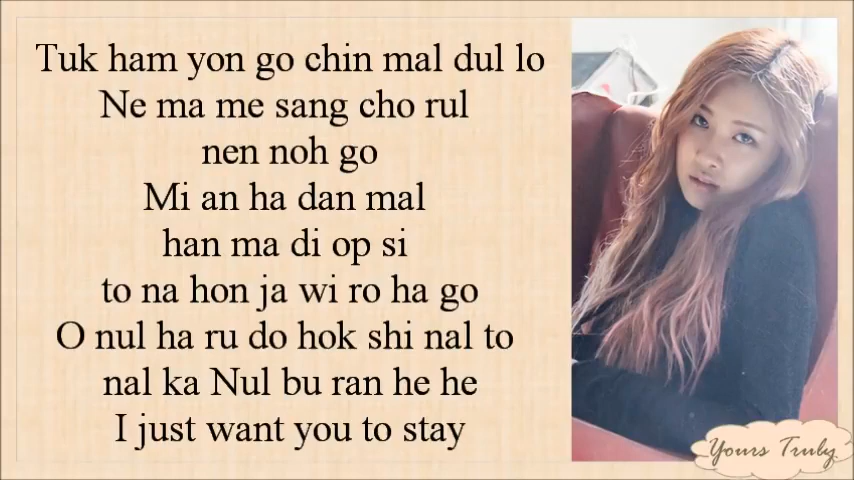 Tuk ham yon go chin mal dul lo
Ne ma me sang cho rul
nen noh go
Mi an ha dan mal
han ma di op si
to na hon ja wi ro ha go
O nul ha ru do hok shi nal to
nal ka Nul bu ran he he
I just want you to stay
Yours Truly